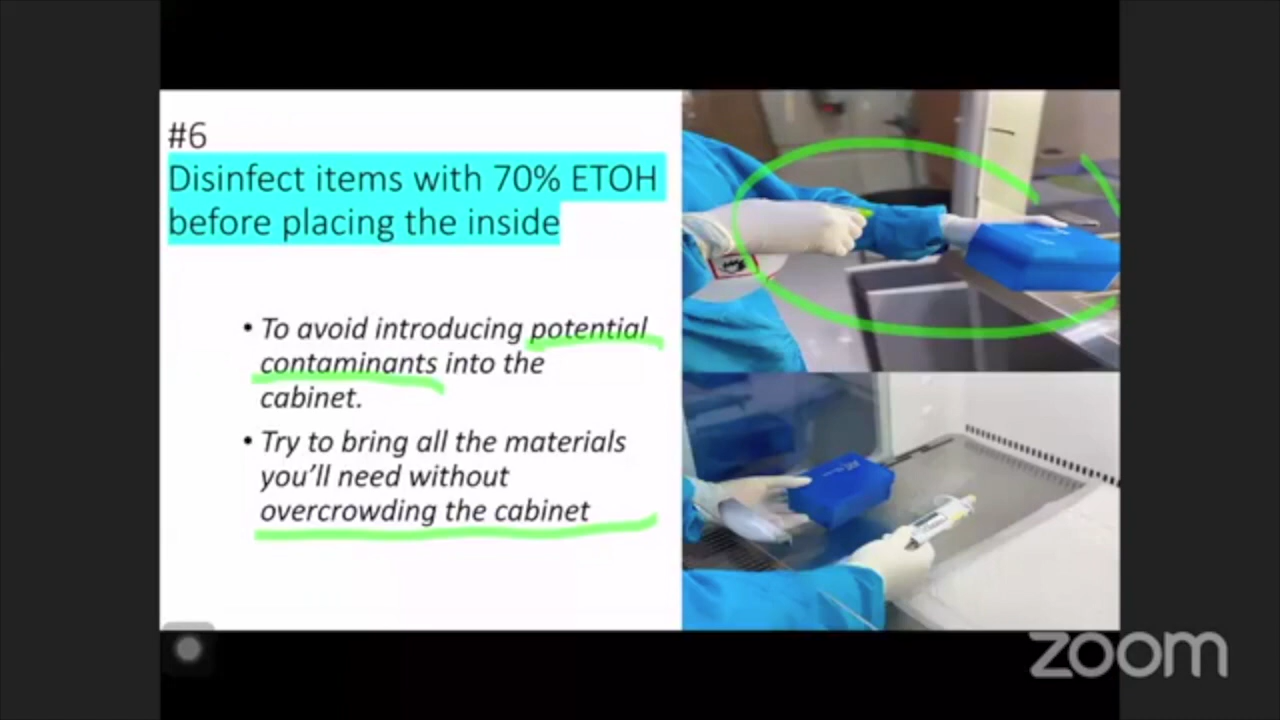 #6
Disinfect items with 70% ETOH
before placing the inside
• To avoid introducing potential
contaminants into the
cabinet.
• Try to bring all the materials
you'll need without
overcrowding the cabinet
zoom